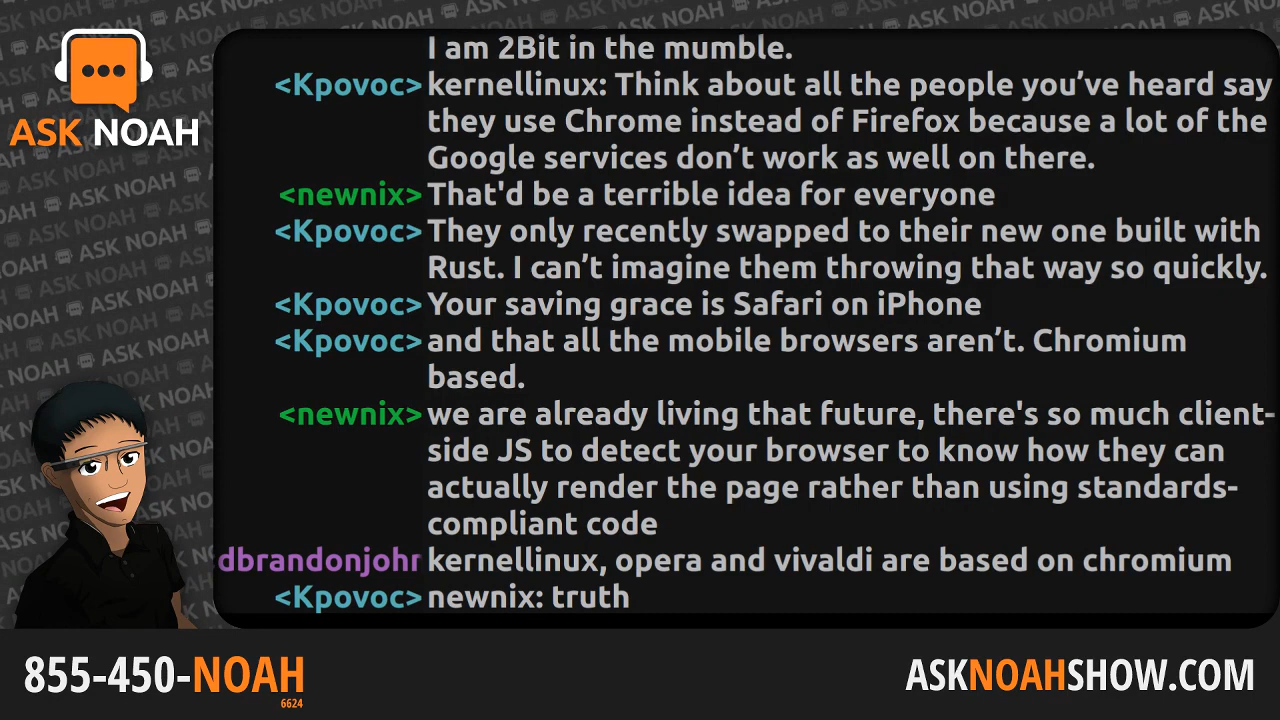 ASK NOAH
I am 2Bit in the mumble.
<Kpovoc> kernellinux: Think about all the people you’ve heard say
they use Chrome instead of Firefox because a lot of the
Google services don’t work as well on there.
<newnix> That'd be a terrible idea for everyone
<Kpovoc> They only recently swapped to their new one built with
Rust. I can’t imagine them throwing that way so quickly.
<Kpovoc> Your saving grace is Safari on iPhone
<Kpovoc> and that all the mobile browsers aren’t. Chromium
based.
<newnix> we are already living that future, there's so much client-
side JS to detect your browser to know how they can
actually render the page rather than using standards-
compliant code
dbrandonjohn kernellinux, opera and vivaldi are based on chromium
<Kpovoc> newnix: truth
855-450-NOAH
6624
ASKNOAHSHOW.COM